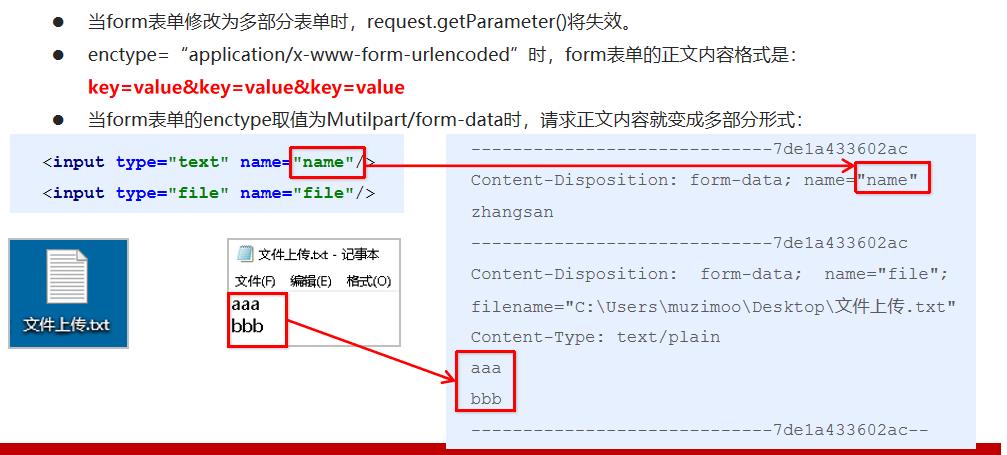 ● 当form表单修改为多部分表单时，request.getParameter()将失效。
● enctype=“application/x-www-form-urlencoded”时，form表单的正文内容格式是：
key=value&key=value&key=value
● 当form表单的enctype取值为Mutilpart/form-data时，请求正文内容就变成多部分形式：
<input type="text" name="name"/>
<input type="file" name="file"/>
文件上传.txt
文件上传.txt - 记事本
文件(F) 编辑(E) 格式(O)
aaa
bbb
-----------------------------7de1a433602ac
Content-Disposition: form-data; name="name"
zhangsan
-----------------------------7de1a433602ac
Content-Disposition: form-data; name="file";
filename="C:\Users\muzimoo\Desktop\文件上传.txt"
Content-Type: text/plain
aaa
bbb
-----------------------------7de1a433602ac--